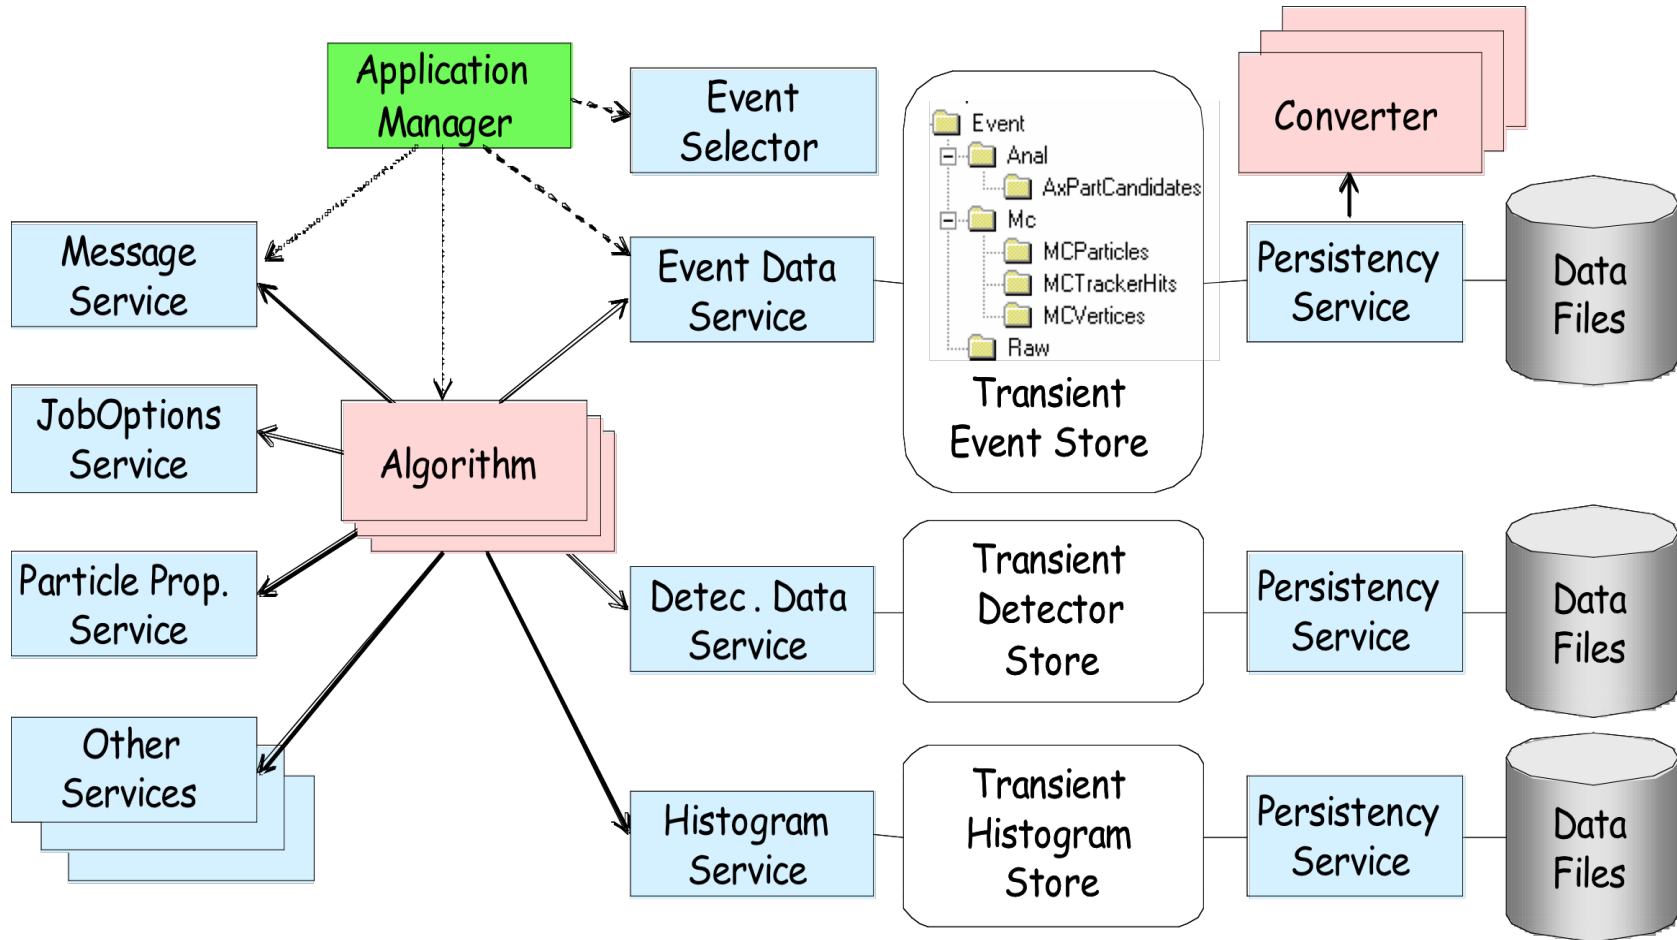 Application
Manager
Event
Selector
Event
Anal
AxPartCandidates
Mc
MCParticles
MCTrackerHits
MCVertices
Raw
Transient
Event Store
Converter
Message
Service
Event Data
Service
Persistency
Service
Data
Files
JobOptions
Service
Algorithm
Particle Prop.
Service
Detec. Data
Service
Transient
Detector
Store
Persistency
Service
Data
Files
Other
Services
Histogram
Service
Transient
Histogram
Store
Persistency
Service
Data
Files